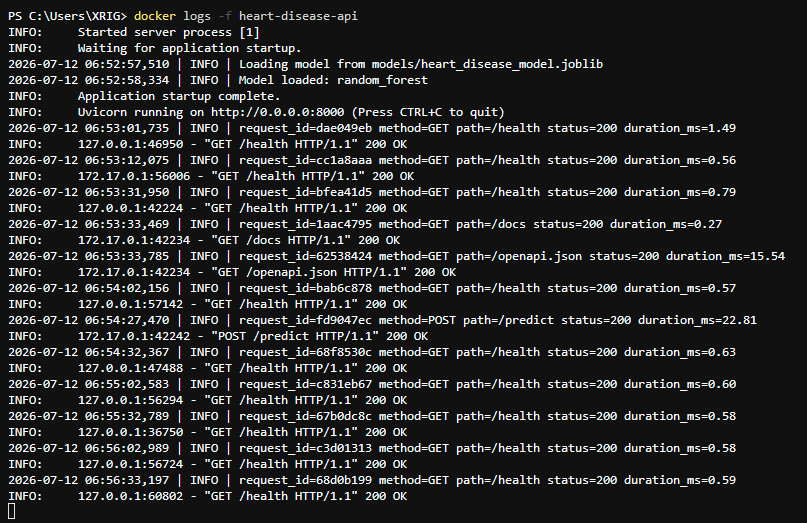 PS C:\Users\XRIG> docker logs -f heart-disease-api
INFO:     Started server process [1]
INFO:     Waiting for application startup.
2026-07-12 06:52:57,510 | INFO | Loading model from models/heart_disease_model.joblib
2026-07-12 06:52:58,334 | INFO | Model loaded: random_forest
INFO:     Application startup complete.
INFO:     Uvicorn running on http://0.0.0.0:8000 (Press CTRL+C to quit)
2026-07-12 06:53:01,735 | INFO | request_id=dae049eb method=GET path=/health status=200 duration_ms=1.49
INFO:     127.0.0.1:46950 - "GET /health HTTP/1.1" 200 OK
2026-07-12 06:53:12,075 | INFO | request_id=cc1a8aaa method=GET path=/health status=200 duration_ms=0.56
INFO:     172.17.0.1:56006 - "GET /health HTTP/1.1" 200 OK
2026-07-12 06:53:31,950 | INFO | request_id=bfea41d5 method=GET path=/health status=200 duration_ms=0.79
INFO:     127.0.0.1:42224 - "GET /health HTTP/1.1" 200 OK
2026-07-12 06:53:33,469 | INFO | request_id=1aac4795 method=GET path=/docs status=200 duration_ms=0.27
INFO:     172.17.0.1:42234 - "GET /docs HTTP/1.1" 200 OK
2026-07-12 06:53:33,785 | INFO | request_id=62538424 method=GET path=/openapi.json status=200 duration_ms=15.54
INFO:     172.17.0.1:42234 - "GET /openapi.json HTTP/1.1" 200 OK
2026-07-12 06:54:02,156 | INFO | request_id=bab6c878 method=GET path=/health status=200 duration_ms=0.57
INFO:     127.0.0.1:57142 - "GET /health HTTP/1.1" 200 OK
2026-07-12 06:54:27,470 | INFO | request_id=fd9047ec method=POST path=/predict status=200 duration_ms=22.81
INFO:     172.17.0.1:42242 - "POST /predict HTTP/1.1" 200 OK
2026-07-12 06:54:32,367 | INFO | request_id=68f8530c method=GET path=/health status=200 duration_ms=0.63
INFO:     127.0.0.1:47488 - "GET /health HTTP/1.1" 200 OK
2026-07-12 06:55:02,583 | INFO | request_id=c831eb67 method=GET path=/health status=200 duration_ms=0.60
INFO:     127.0.0.1:56294 - "GET /health HTTP/1.1" 200 OK
2026-07-12 06:55:32,789 | INFO | request_id=67b0dc8c method=GET path=/health status=200 duration_ms=0.58
INFO:     127.0.0.1:36750 - "GET /health HTTP/1.1" 200 OK
2026-07-12 06:56:02,989 | INFO | request_id=c3d01313 method=GET path=/health status=200 duration_ms=0.58
INFO:     127.0.0.1:56724 - "GET /health HTTP/1.1" 200 OK
2026-07-12 06:56:33,197 | INFO | request_id=68d0b199 method=GET path=/health status=200 duration_ms=0.59
INFO:     127.0.0.1:60802 - "GET /health HTTP/1.1" 200 OK